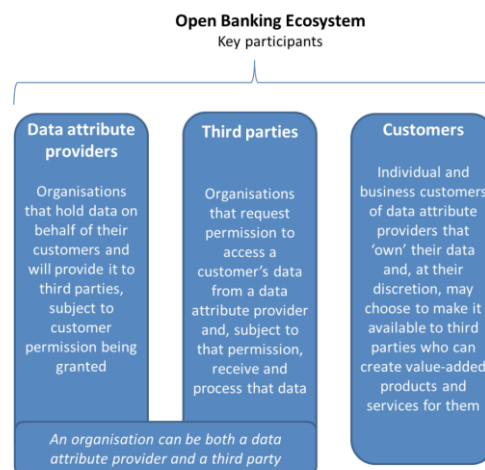 Open Banking Ecosystem
Key participants
Data attribute
providers
Organisations
that hold data on
behalf of their
customers and
will provide it to
third parties,
subject to
customer
permission being
granted
Third parties
Organisations
that request
permission to
access a
customer’s data
from a data
attribute provider
and, subject to
that permission,
receive and
process that data
An organisation can be both a data
attribute provider and a third party
Customers
Individual and
business customers
of data attribute
providers that
‘own’ their data
and, at their
discretion, may
choose to make it
available to third
parties who can
create value-added
products and
services for them